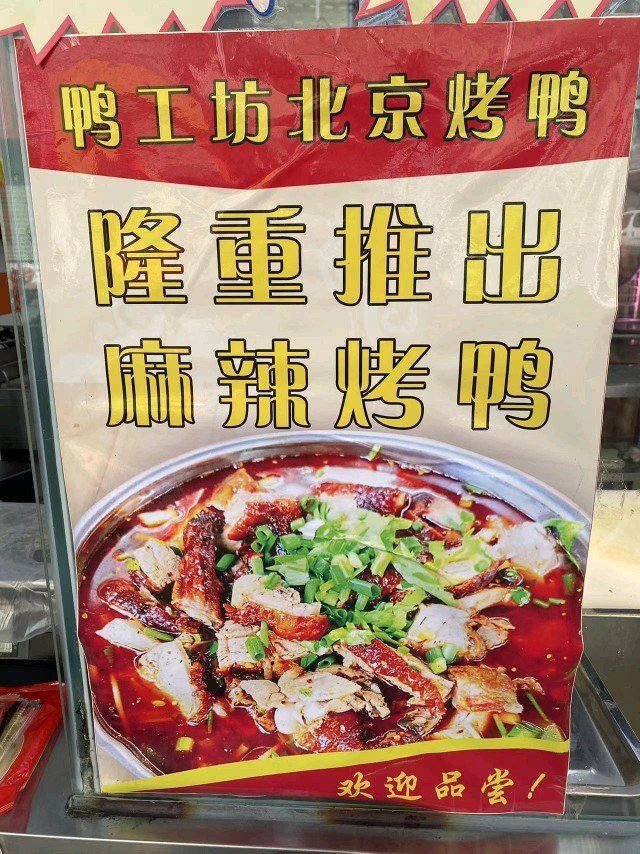 鸭工坊北京烤鸭
隆重推出
麻辣烤鸭
欢迎品尝！